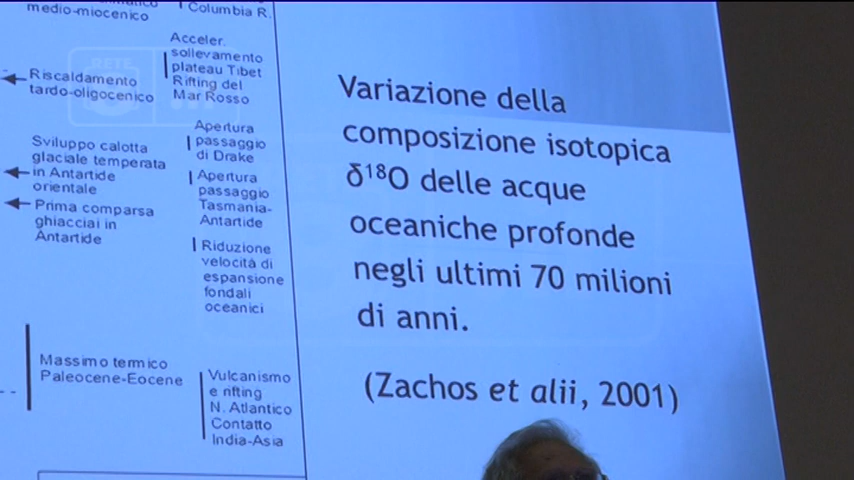 medio-miocenico
Columbia R.
Acceler.
sollevamento
plateau Tibet
Rifting del
Mar Rosso
Riscaldamento
tardo-oligocenico
Apertura
passaggio
di Drake
Sviluppo calotta
glaciale temperata
in Antartide
orientale
Apertura
passaggio
Tasmania-
Antartide
Prima comparsa
ghiacciai in
Antartide
Riduzione
velocità di
espansione
fondali
oceanici
Massimo termico
Paleocene-Eocene
Vulcanismo
e rifting
N. Atlantico
Contatto
India-Asia
Variazione della
composizione isotopica
δ¹⁸O delle acque
oceaniche profonde
negli ultimi 70 milioni
di anni.
(Zachos et alii, 2001)
RETE